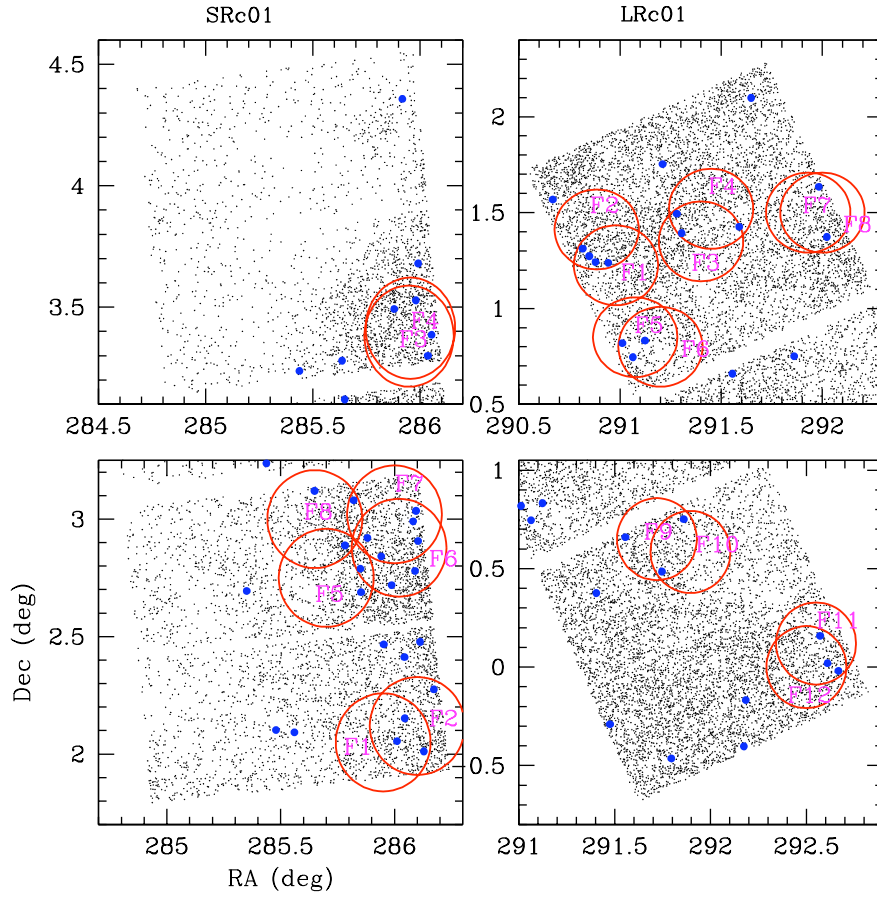 SRc01
LRc01
4.5
4
3.5
F4
F3
284.5 285 285.5 286
2
1.5
1
0.5
F2
F4
F7
F8
F1
F3
F5
F6
290.5 291 291.5 292
3
2.5
2
F7
F8
F6
F5
F2
F1
285 285.5 286
1
0.5
0
0.5
F9
F10
F11
F12
291 291.5 292 292.5
Dec (deg)
RA (deg)